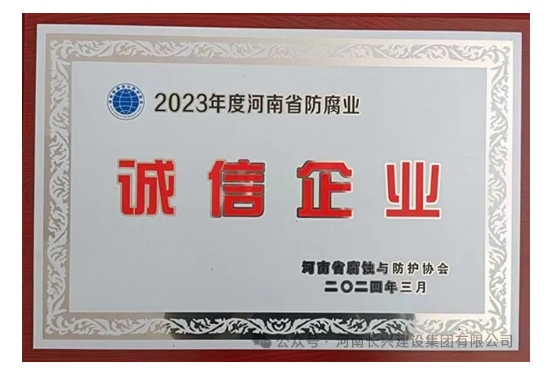 2023年度河南省防腐业
诚信企业
河南省腐蚀与防护协会
二〇二四年三月
公众号 · 河南长兴建设集团有限公司